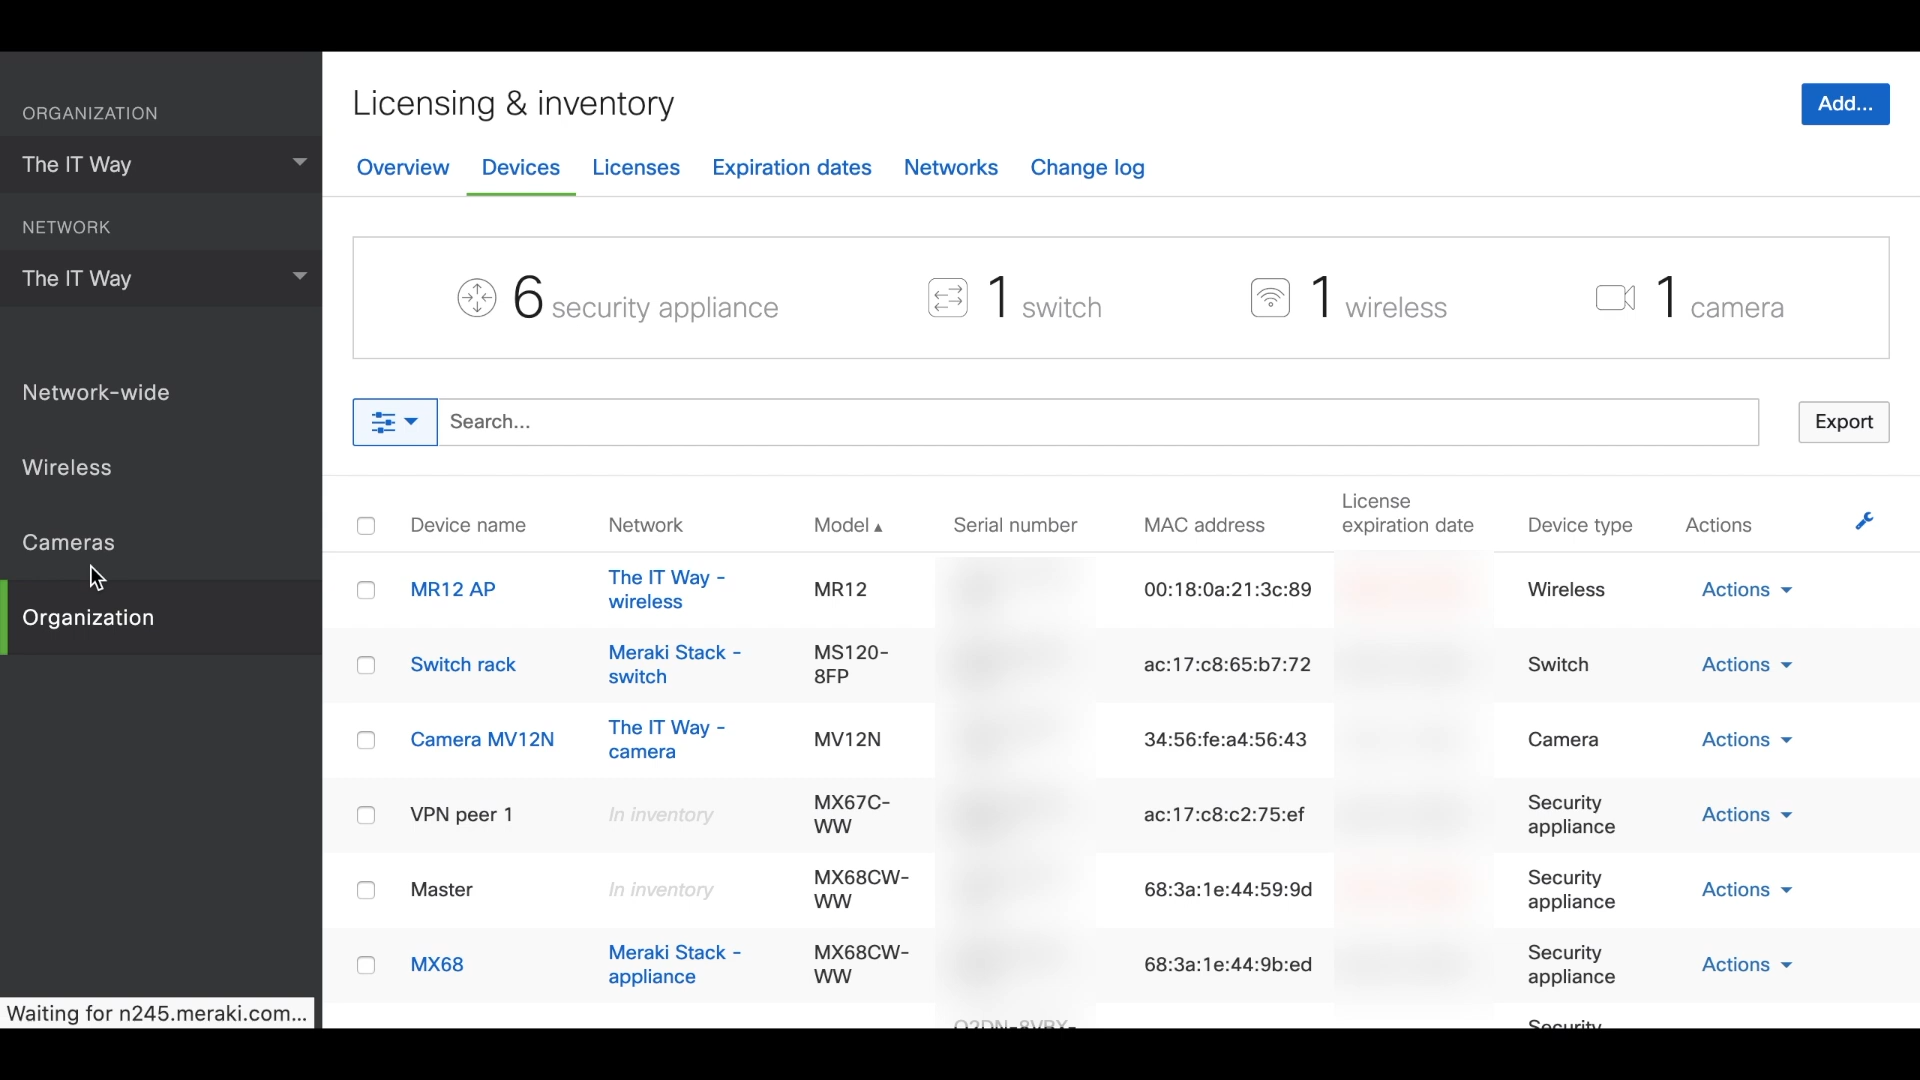 ORGANIZATION
The IT Way
NETWORK
The IT Way
Network-wide
Wireless
Cameras
Organization
Waiting for n245.meraki.com...
Licensing & inventory
Add...
Overview Devices Licenses Expiration dates Networks Change log
6 security appliance 1 switch 1 wireless 1 camera
Search... Export
Device name Network Model ▴ Serial number MAC address License expiration date Device type Actions
MR12 AP The IT Way - wireless MR12 00:18:0a:21:3c:89 Wireless Actions
Switch rack Meraki Stack - switch MS120-8FP ac:17:c8:65:b7:72 Switch Actions
Camera MV12N The IT Way - camera MV12N 34:56:fe:a4:56:43 Camera Actions
VPN peer 1 In inventory MX67C-WW ac:17:c8:c2:75:ef Security appliance Actions
Master In inventory MX68CW-WW 68:3a:1e:44:59:9d Security appliance Actions
MX68 Meraki Stack - appliance MX68CW-WW 68:3a:1e:44:9b:ed Security appliance Actions
Security